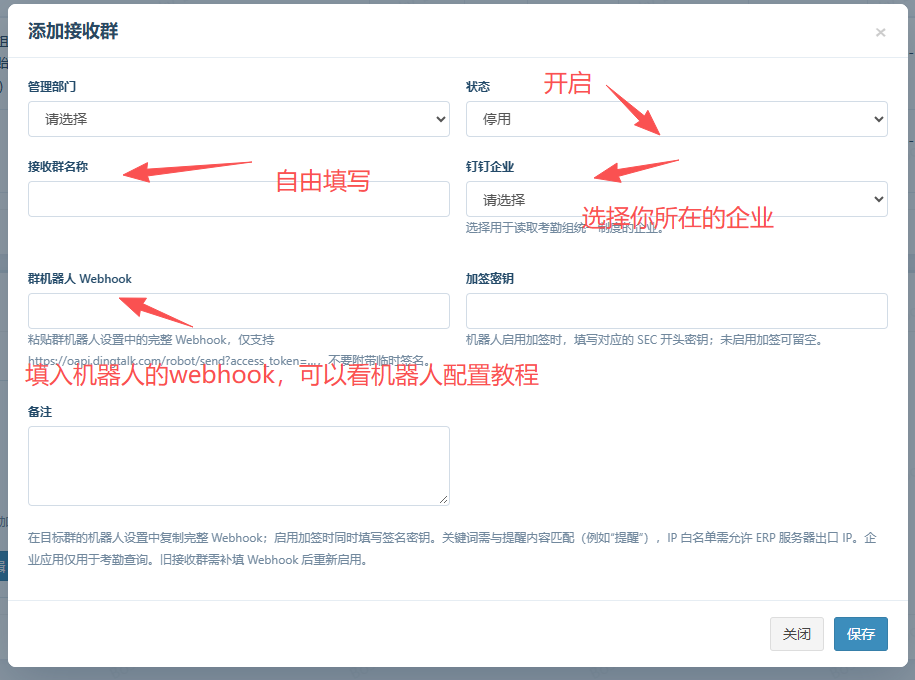 添加接收群
×
管理部门
状态
开启
请选择
停用
接收群名称
钉钉企业
自由填写
请选择
选择你所在的企业
选择用于读取考勤组统一制度的企业。
群机器人 Webhook
加签密钥
粘贴群机器人设置中的完整 Webhook，仅支持
https://oapi.dingtalk.com/robot/send?access_token=...，不要附带临时签名。
机器人启用加签时，填写对应的 SEC 开头密钥；未启用加签可留空。
填入机器人的webhook，可以看机器人配置教程
备注
在目标群的机器人设置中复制完整 Webhook；启用加签时同时填写签名密钥。关键词需与提醒内容匹配（例如“提醒”），IP 白名单需允许 ERP 服务器出口 IP。企
业应用仅用于考勤查询。旧接收群需补填 Webhook 后重新启用。
关闭
保存